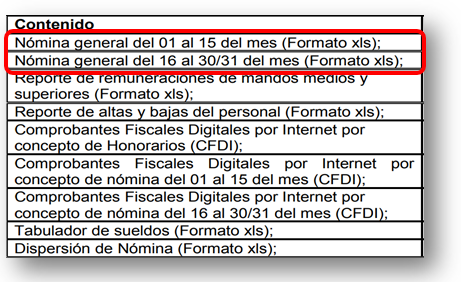 Contenido
Nómina general del 01 al 15 del mes (Formato xls);
Nómina general del 16 al 30/31 del mes (Formato xls);
Reporte de remuneraciones de mandos medios y
superiores (Formato xls);
Reporte de altas y bajas del personal (Formato xls);
Comprobantes Fiscales Digitales por Internet por
concepto de Honorarios (CFDI);
Comprobantes Fiscales Digitales por Internet por
concepto de nómina del 01 al 15 del mes (CFDI);
Comprobantes Fiscales Digitales por Internet por
concepto de nómina del 16 al 30/31 del mes (CFDI);
Tabulador de sueldos (Formato xls);
Dispersión de Nómina (Formato xls);